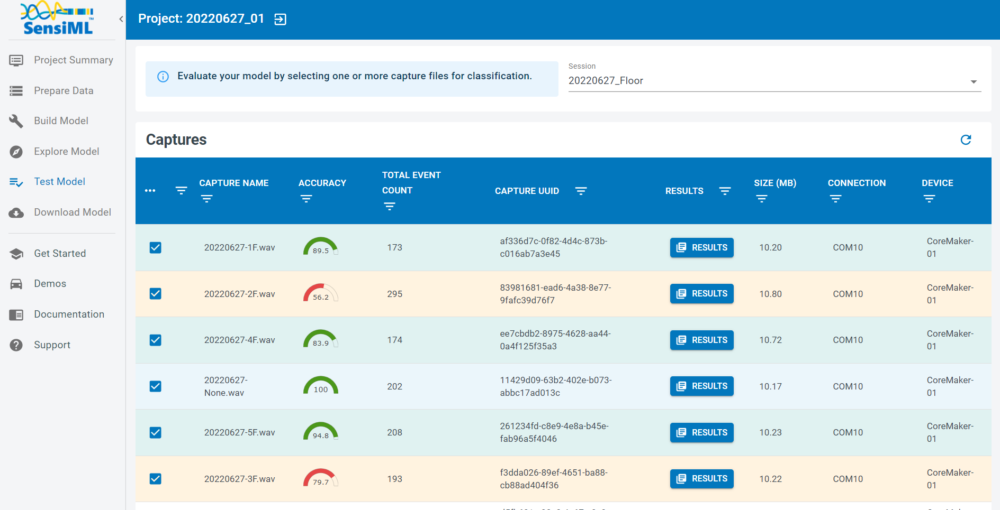 SensiML™
Project: 20220627_01
Project Summary
Prepare Data
Build Model
Explore Model
Test Model
Download Model
Get Started
Demos
Documentation
Support
Evaluate your model by selecting one or more capture files for classification.
Session
20220627_Floor
Captures
CAPTURE NAME ACCURACY TOTAL EVENT COUNT CAPTURE UUID RESULTS SIZE (MB) CONNECTION DEVICE
20220627-1F.wav 89.5 173 af336d7c-0f82-4d4c-873b-c016ab7a3e45 RESULTS 10.20 COM10 CoreMaker-01
20220627-2F.wav 56.2 295 83981681-ead6-4a38-8e77-9fafc39d76f7 RESULTS 10.80 COM10 CoreMaker-01
20220627-4F.wav 83.9 174 ee7cbdb2-8975-4628-aa44-0a4f125f35a3 RESULTS 10.72 COM10 CoreMaker-01
20220627-None.wav 100 202 11429d09-63b2-402e-b073-abbc17ad013c RESULTS 10.17 COM10 CoreMaker-01
20220627-5F.wav 94.8 208 261234fd-c8e9-4e8a-b45e-fab96a5f4046 RESULTS 10.23 COM10 CoreMaker-01
20220627-3F.wav 79.7 193 f3dda026-89ef-4651-ba88-cb88ad404f36 RESULTS 10.22 COM10 CoreMaker-01